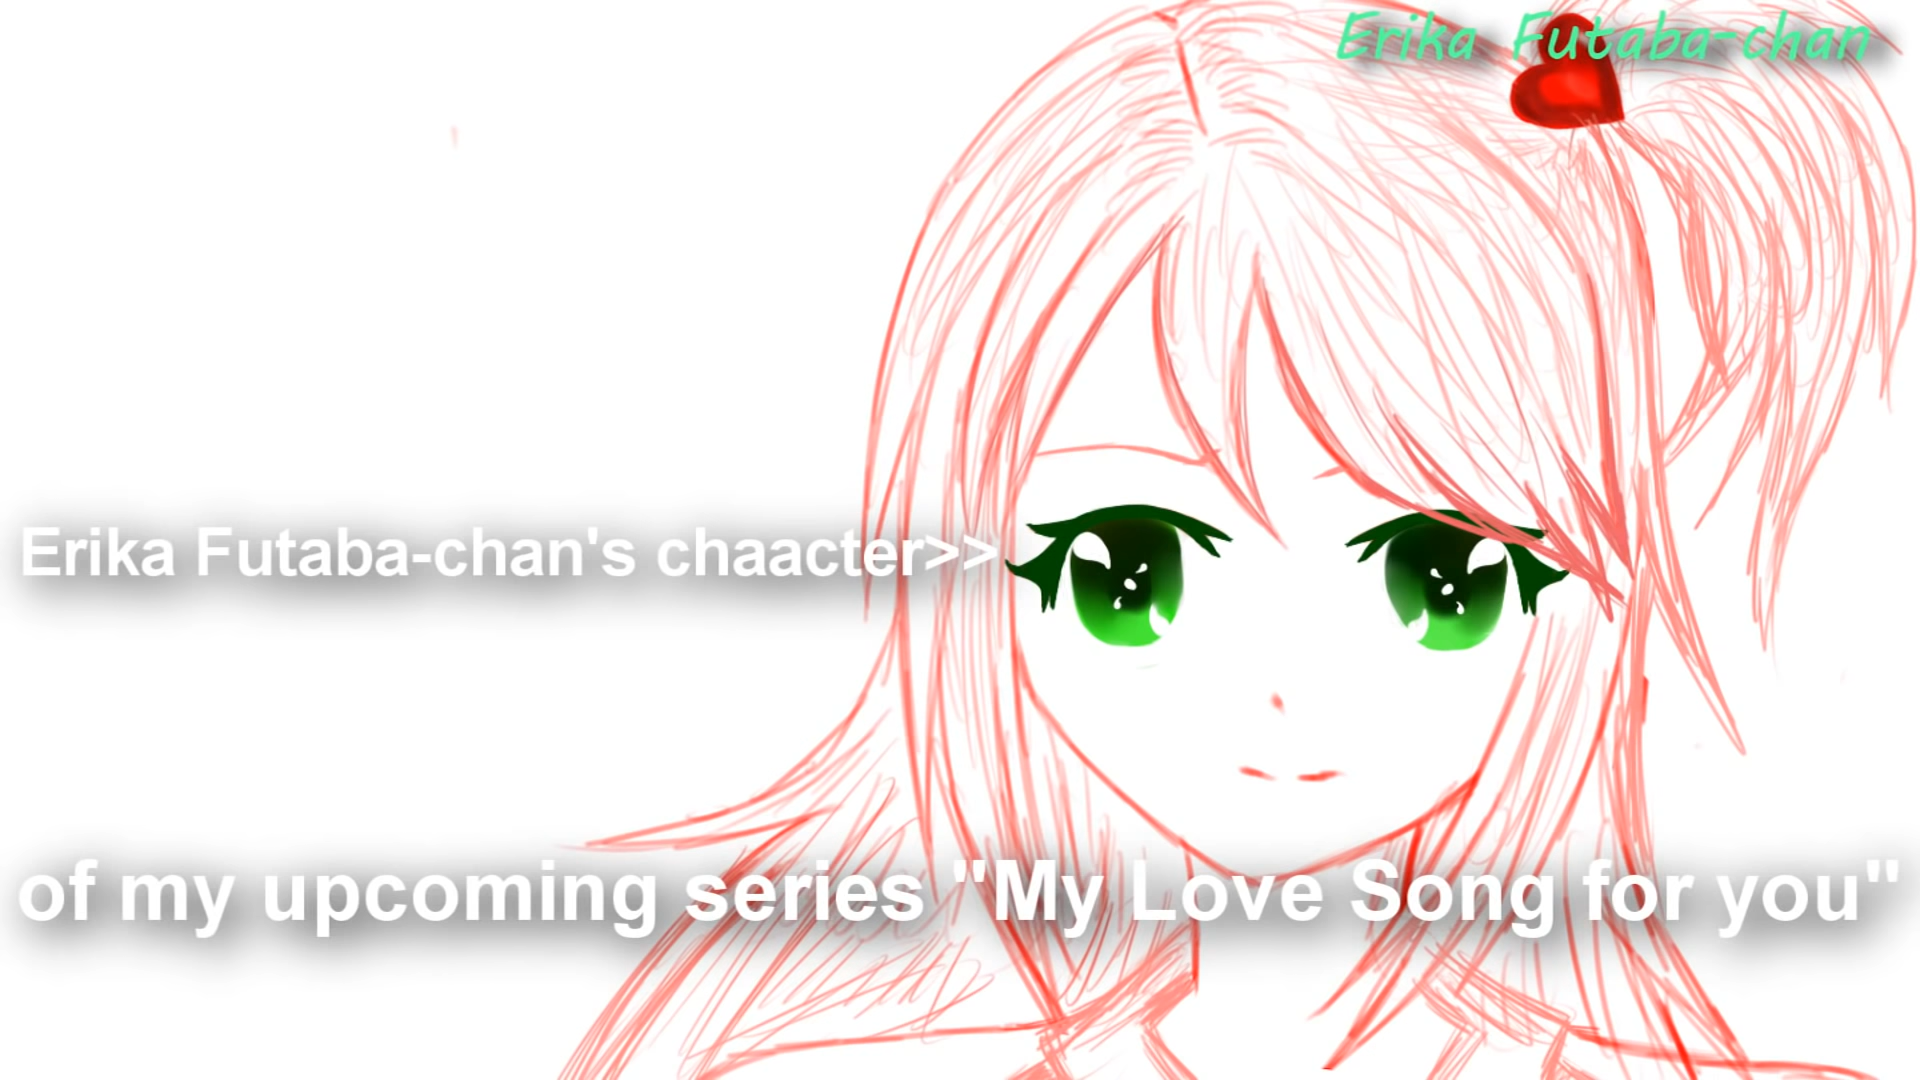 Erika Futaba-chan
Erika Futaba-chan's chaacter>>
of my upcoming series "My Love Song for you"